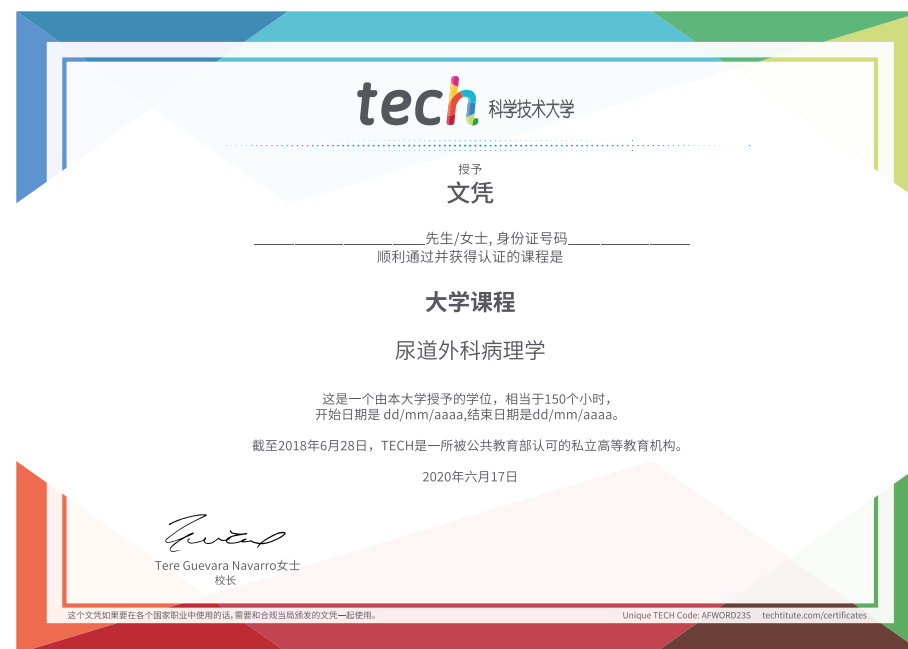 tech 科学技术大学
授予
文凭
先生/女士, 身份证号码
顺利通过并获得认证的课程是
大学课程
尿道外科病理学
这是一个由本大学授予的学位，相当于150个小时，
开始日期是 dd/mm/aaaa,结束日期是dd/mm/aaaa。
截至2018年6月28日，TECH是一所被公共教育部认可的私立高等教育机构。
2020年六月17日
Tere Guevara Navarro女士
校长
这个文凭如果要在各个国家职业中使用的话,需要和合规当局颁发的文凭一起使用。
Unique TECH Code: AFWORD23S techtitute.com/certificates